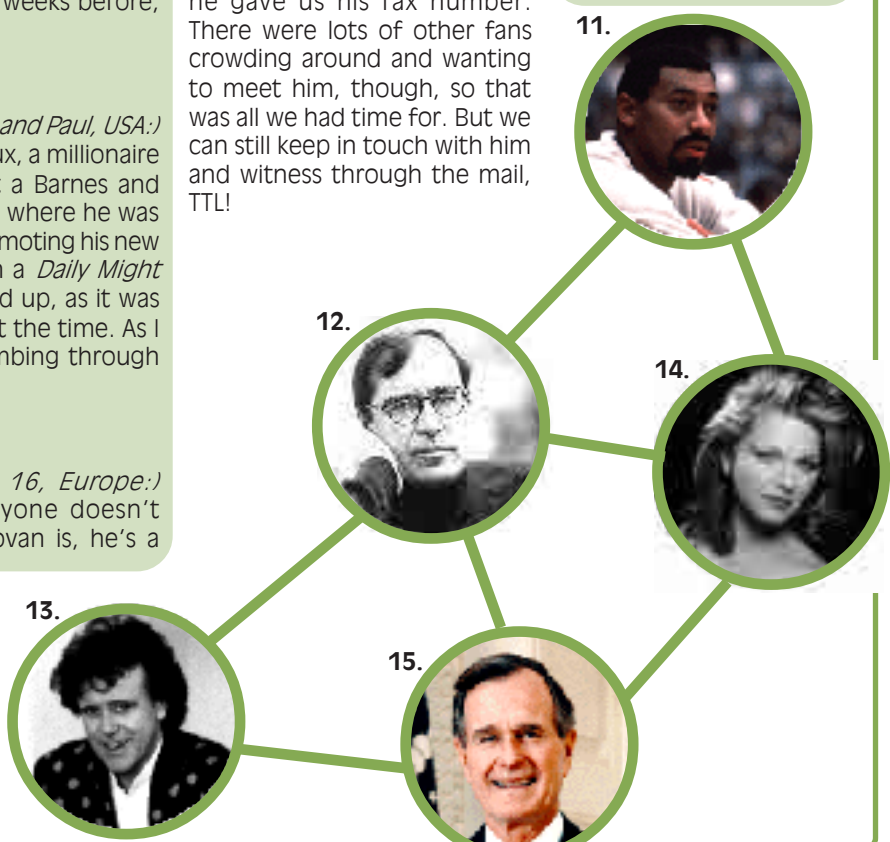 weeks before,
and Paul, USA:)
ux, a millionaire
a Barnes and
where he was
moting his new
a Daily Might
d up, as it was
t the time. As I
mbing through
16, Europe:)
yone doesn't
ovan is, he's a
he gave us his fax number.
There were lots of other fans
crowding around and wanting
to meet him, though, so that
was all we had time for. But we
can still keep in touch with him
and witness through the mail,
TTL!
11.
12.
14.
13.
15.